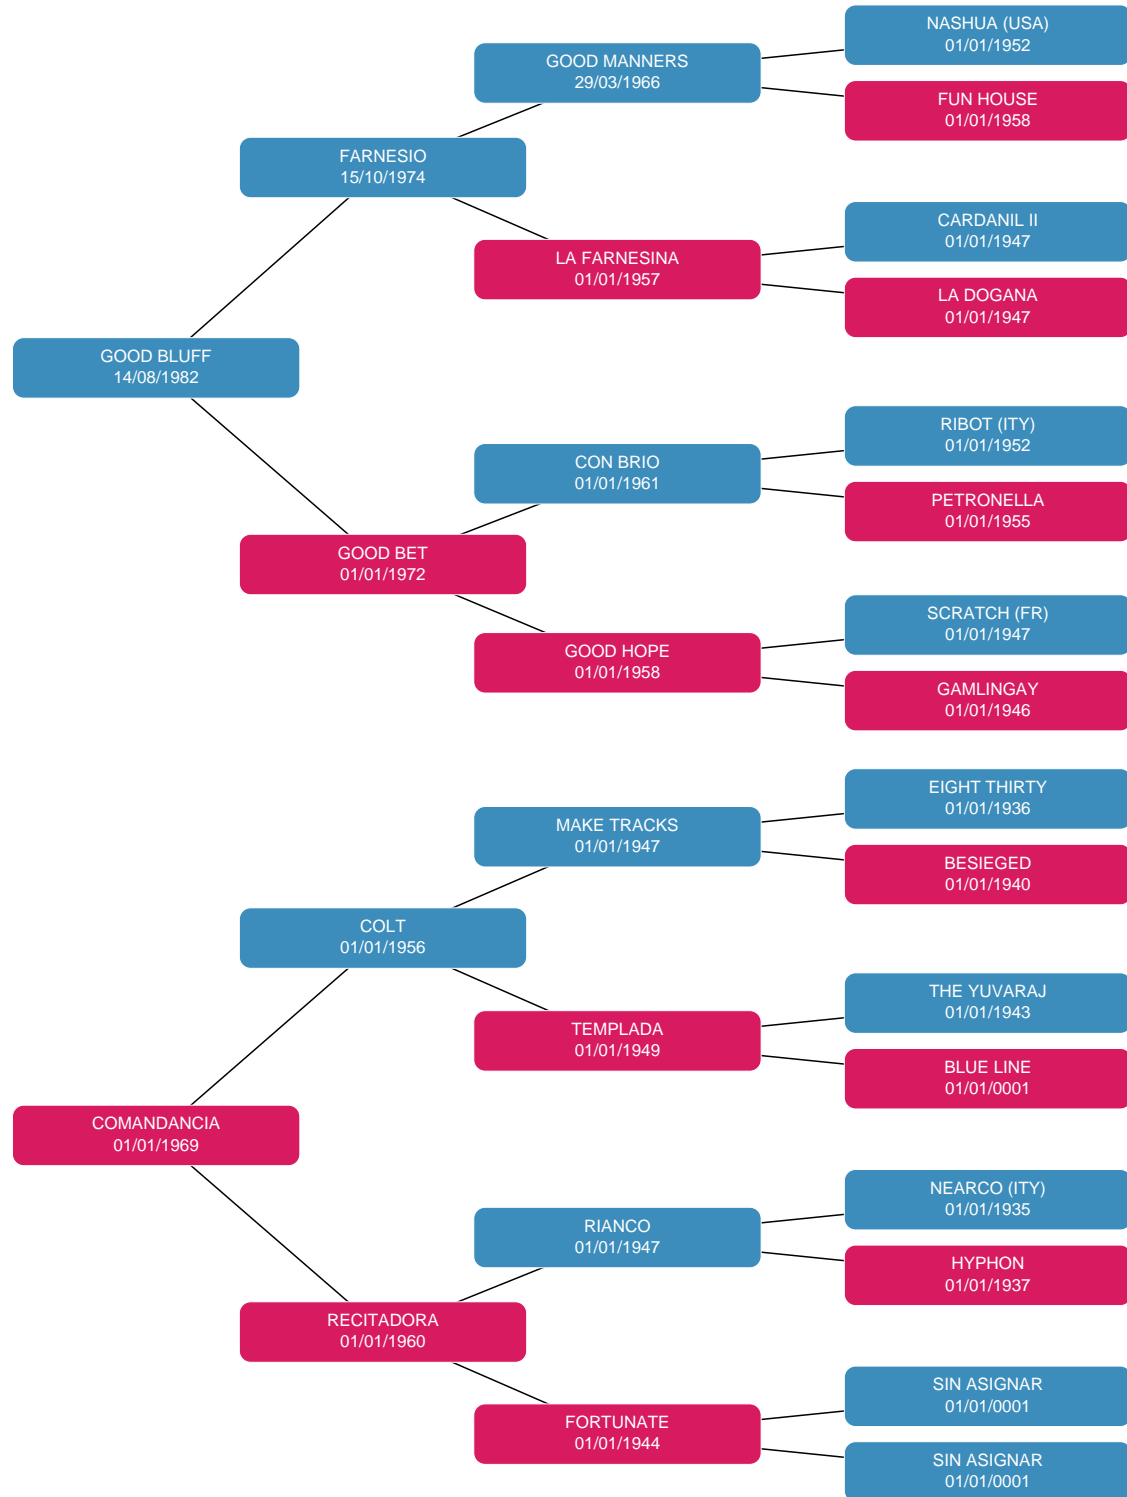 NASHUA (USA)
01/01/1952
GOOD MANNERS
29/03/1966
FUN HOUSE
01/01/1958
FARNESIO
15/10/1974
CARDANIL II
01/01/1947
LA FARNESINA
01/01/1957
LA DOGANA
01/01/1947
GOOD BLUFF
14/08/1982
RIBOT (ITY)
01/01/1952
CON BRIO
01/01/1961
PETRONELLA
01/01/1955
GOOD BET
01/01/1972
SCRATCH (FR)
01/01/1947
GOOD HOPE
01/01/1958
GAMLINGAY
01/01/1946
EIGHT THIRTY
01/01/1936
MAKE TRACKS
01/01/1947
BESIEGED
01/01/1940
COLT
01/01/1956
THE YUVARAJ
01/01/1943
TEMPLADA
01/01/1949
BLUE LINE
01/01/0001
COMANDANCIA
01/01/1969
NEARCO (ITY)
01/01/1935
RIANCO
01/01/1947
HYPHON
01/01/1937
RECITADORA
01/01/1960
SIN ASIGNAR
01/01/0001
FORTUNATE
01/01/1944
SIN ASIGNAR
01/01/0001